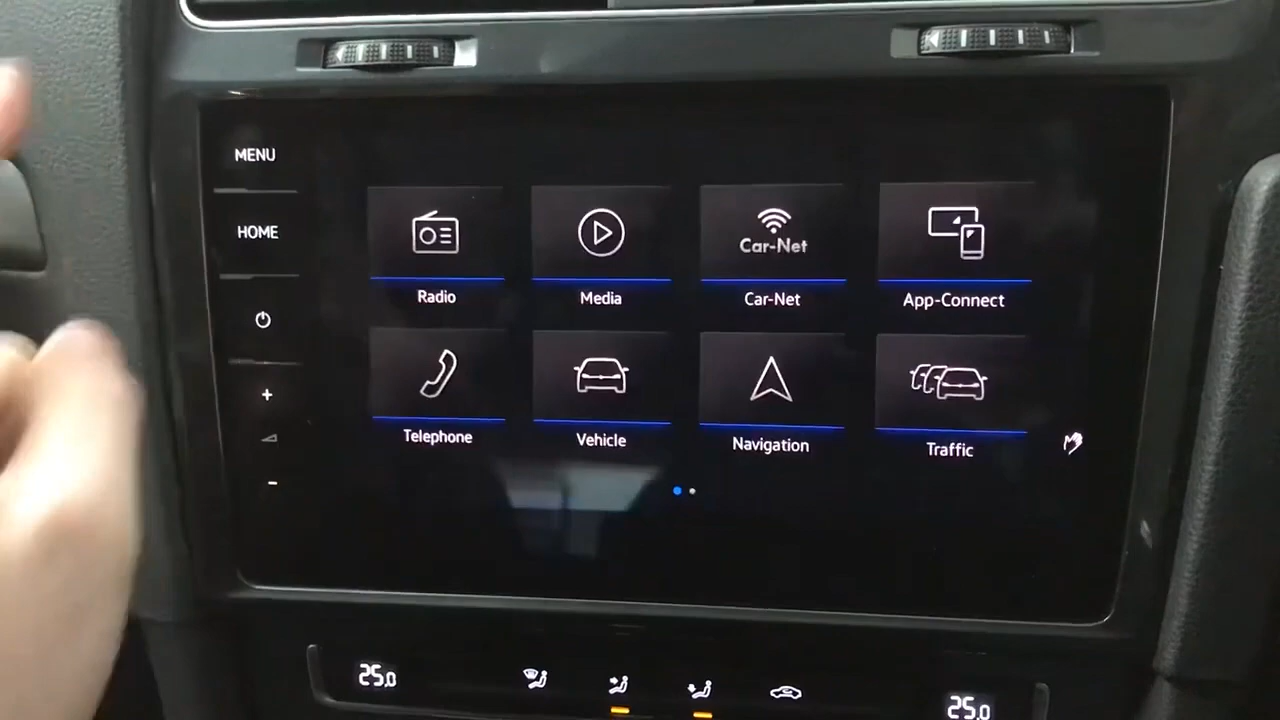 MENU
HOME
+
-
Car-Net
Radio
Media
Car-Net
App-Connect
Telephone
Vehicle
Navigation
Traffic
25.0
25.0